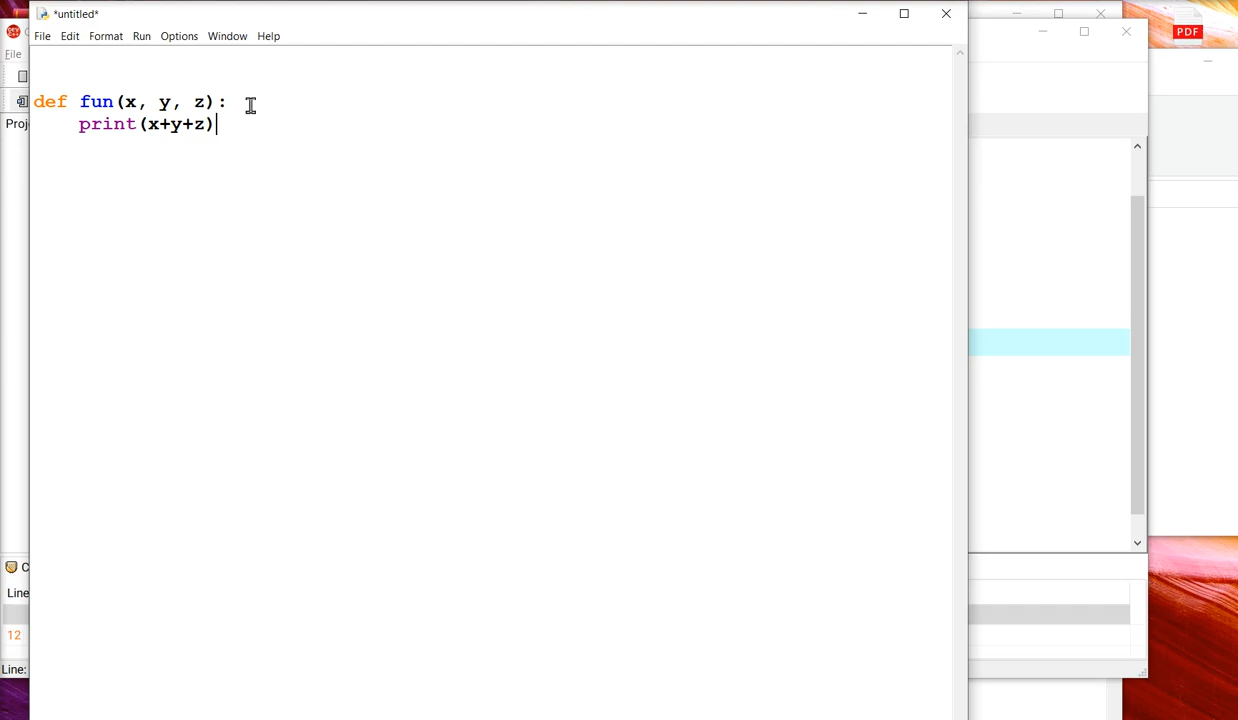 *untitled*
File Edit Format Run Options Window Help
def fun(x, y, z):
    print(x+y+z)
File
Proj
Line
12
Line:
PDF